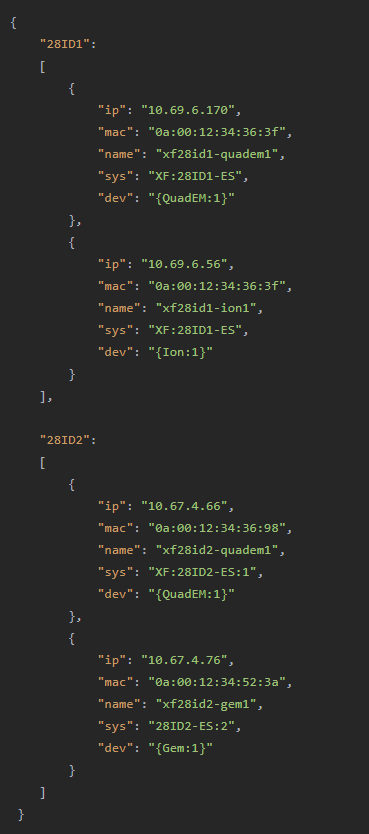 {
    "28ID1":
    [
        {
            "ip": "10.69.6.170",
            "mac": "0a:00:12:34:36:3f",
            "name": "xf28id1-quadem1",
            "sys": "XF:28ID1-ES",
            "dev": "{QuadEM:1}"
        },
        {
            "ip": "10.69.6.56",
            "mac": "0a:00:12:34:36:3f",
            "name": "xf28id1-ion1",
            "sys": "XF:28ID1-ES",
            "dev": "{Ion:1}"
        }
    ],

    "28ID2":
    [
        {
            "ip": "10.67.4.66",
            "mac": "0a:00:12:34:36:98",
            "name": "xf28id2-quadem1",
            "sys": "XF:28ID2-ES:1",
            "dev": "{QuadEM:1}"
        },
        {
            "ip": "10.67.4.76",
            "mac": "0a:00:12:34:52:3a",
            "name": "xf28id2-gem1",
            "sys": "28ID2-ES:2",
            "dev": "{Gem:1}"
        }
    ]
}